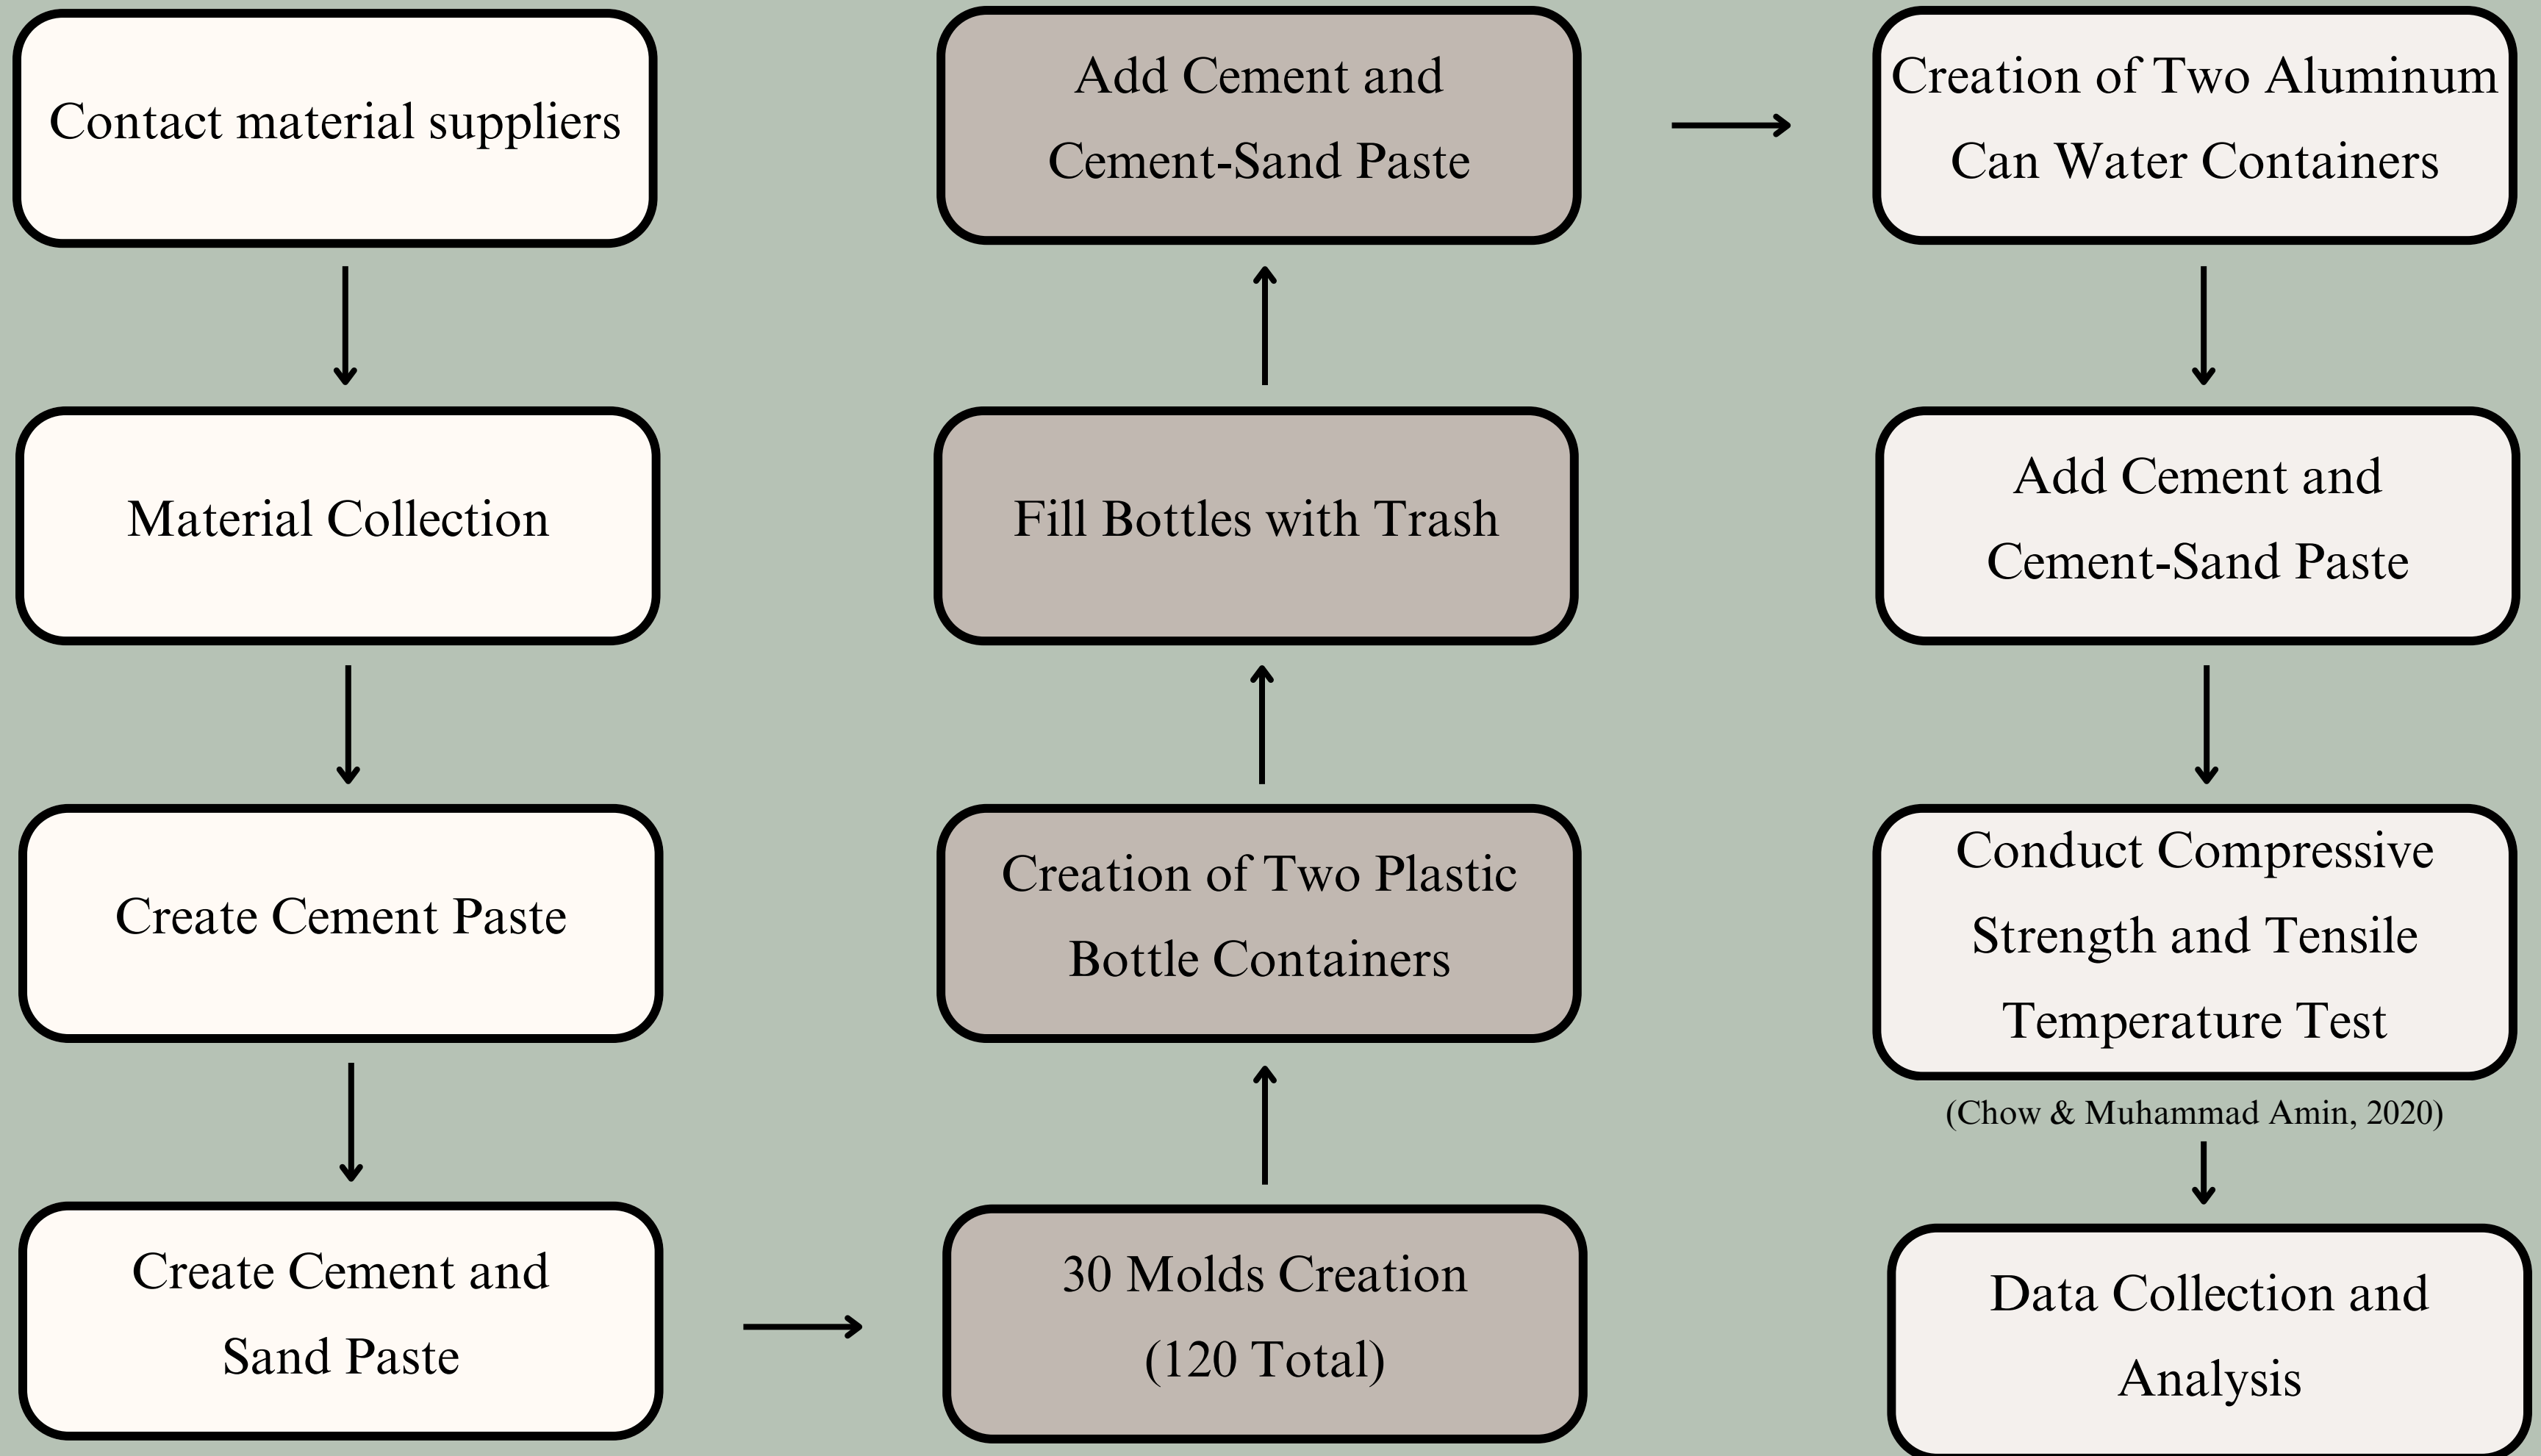 Contact material suppliers
Material Collection
Create Cement Paste
Create Cement and
Sand Paste
30 Molds Creation
(120 Total)
Creation of Two Plastic
Bottle Containers
Fill Bottles with Trash
Add Cement and
Cement-Sand Paste
Creation of Two Aluminum
Can Water Containers
Add Cement and
Cement-Sand Paste
Conduct Compressive
Strength and Tensile
Temperature Test
(Chow & Muhammad Amin, 2020)
Data Collection and
Analysis